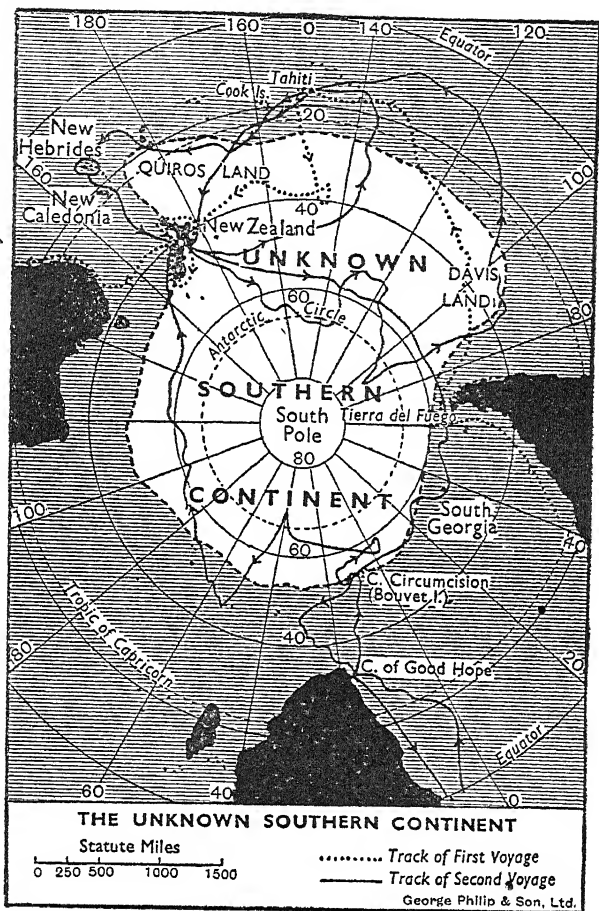 180
160
0
140
120
Equator
Tahiti
Cook Is.
20
New
Hebrides
160
QUIROS LAND
100
New
Caledonia
40
New Zealand
UNKNOWN
DAVIS
LAND
60
80
Antarctic Circle
SOUTHERN
South
Pole
Tierra del Fuego
80
CONTINENT
100
South
Georgia
60
40
C. Circumcision
(Bouvet I.)
Tropic of Capricorn
40
80
20
C. of Good Hope
Equator
60
40
0
THE UNKNOWN SOUTHERN CONTINENT
Statute Miles
0 250 500 1000 1500
Track of First Voyage
Track of Second Voyage
George Philip & Son, Ltd.